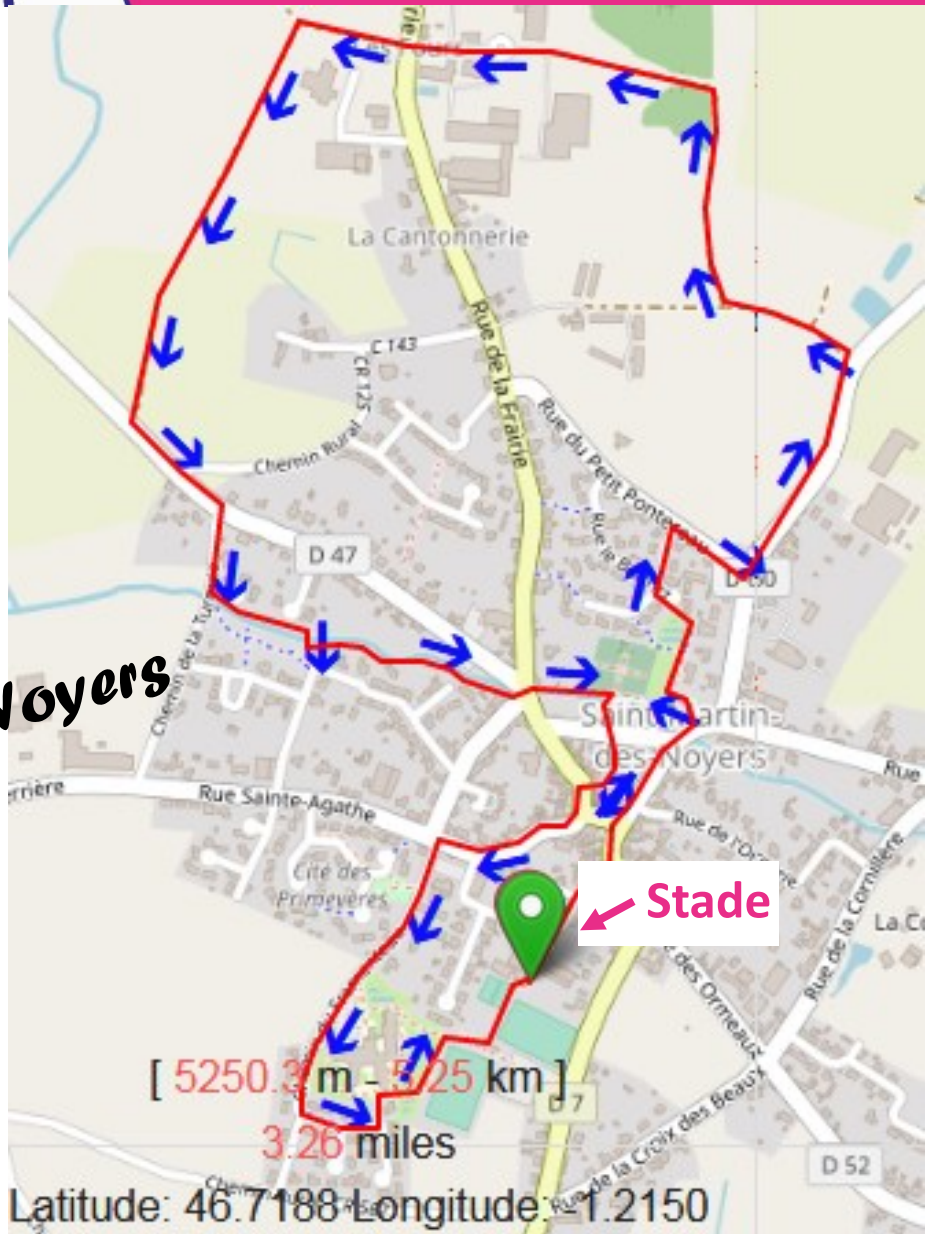 La Cantonnerie
Rue de la Frairie
C 143
CR 125
Chemin Rural
Rue du Petit
D 47
Noyers
Saint-Martin-
des-Noyers
Rue
Rue Sainte-Agathe
Rue de
Cité des
Primevères
Stade
La
Rue de la Cornillère
des Ormeaux
[ 5250.3 m - 5.25 km ]
D 7
3.26 miles
Rue de la Croix des Beaux
D 52
Latitude: 46.7188 Longitude: -1.2150